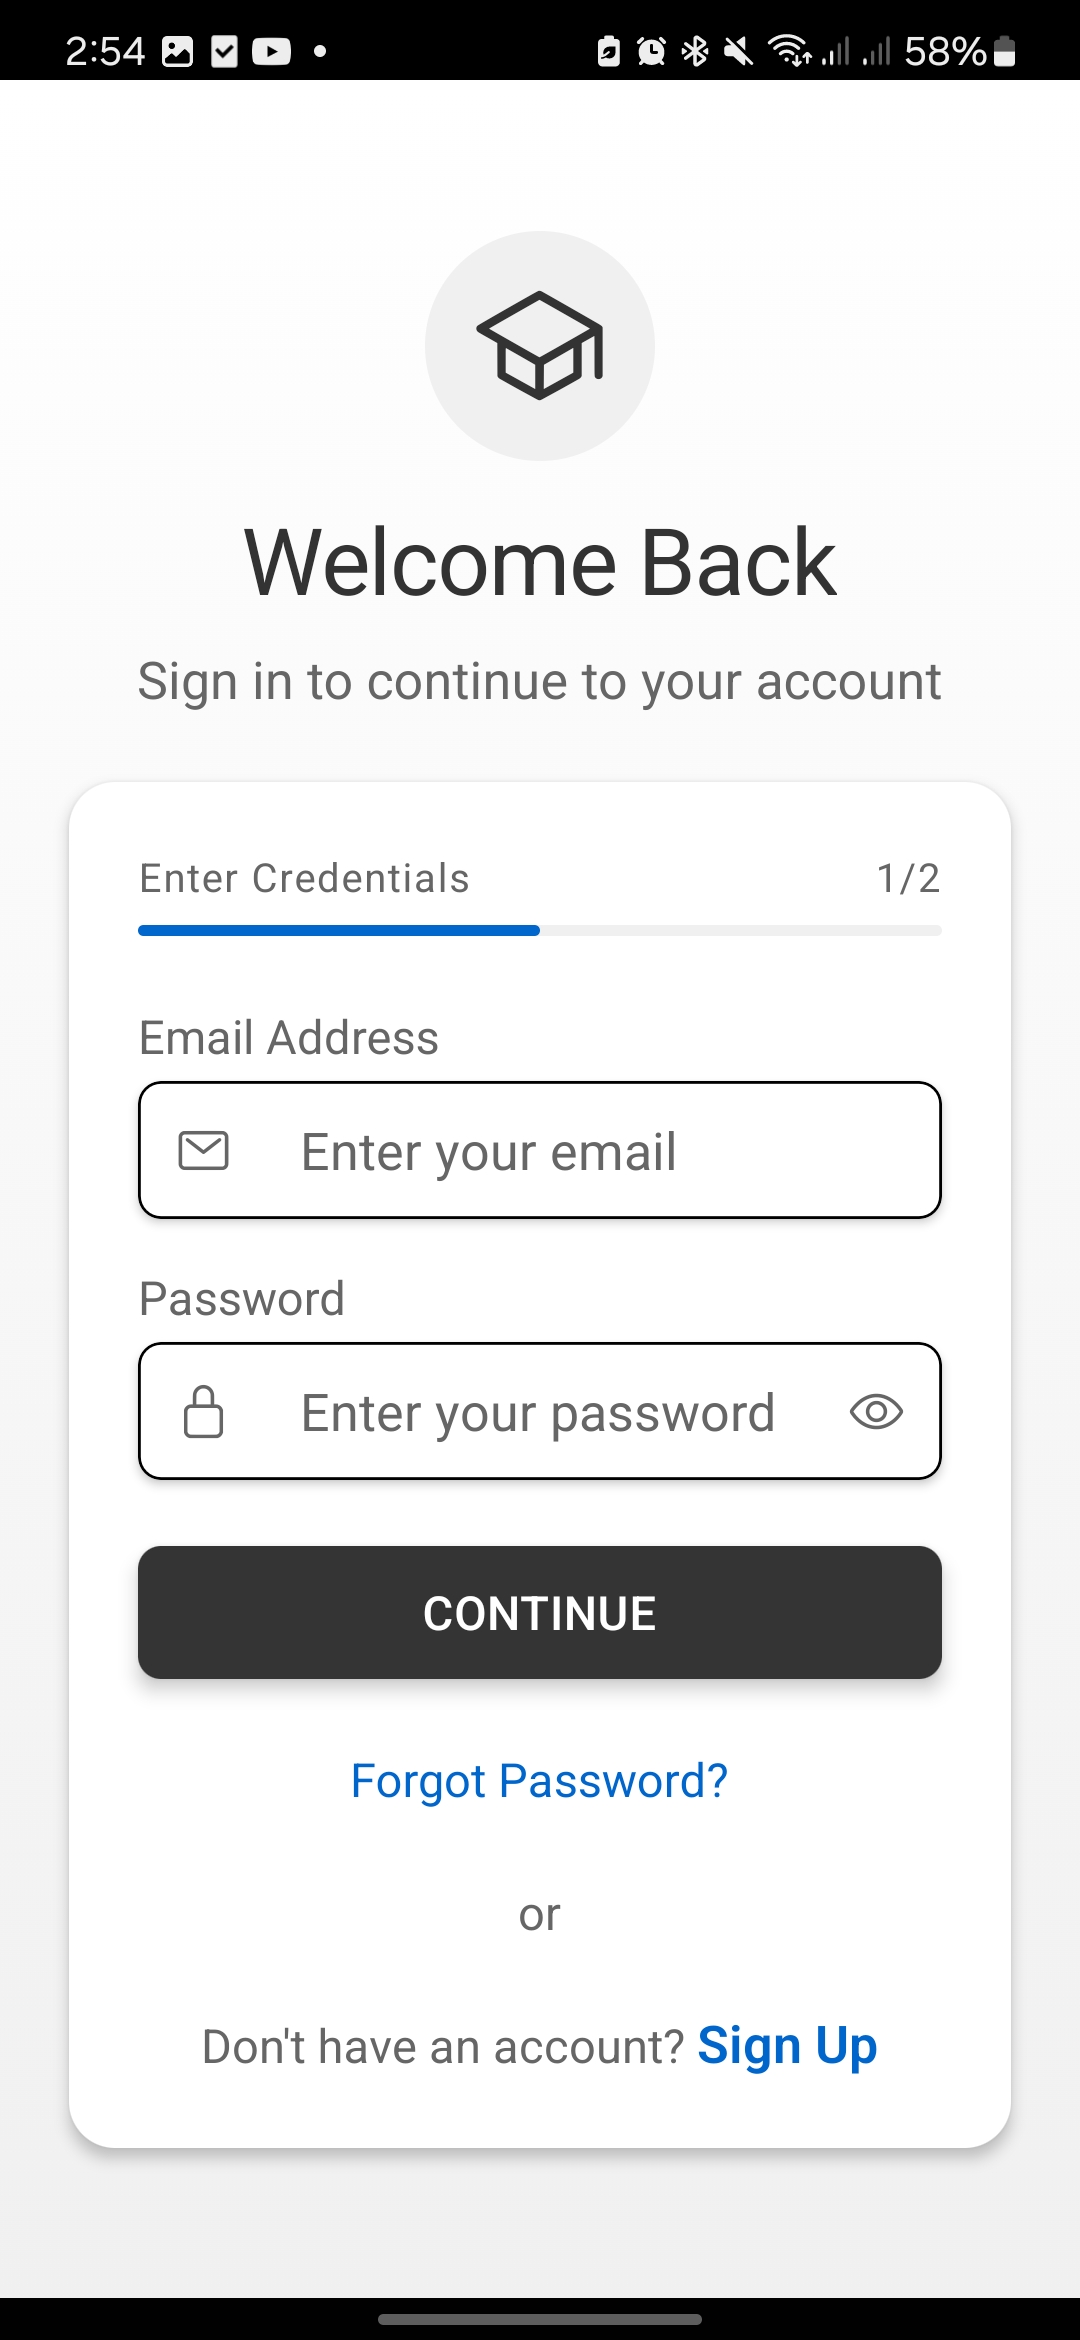 2:54 58%
Welcome Back
Sign in to continue to your account
Enter Credentials 1/2
Email Address
Enter your email
Password
Enter your password
CONTINUE
Forgot Password?
or
Don't have an account? Sign Up